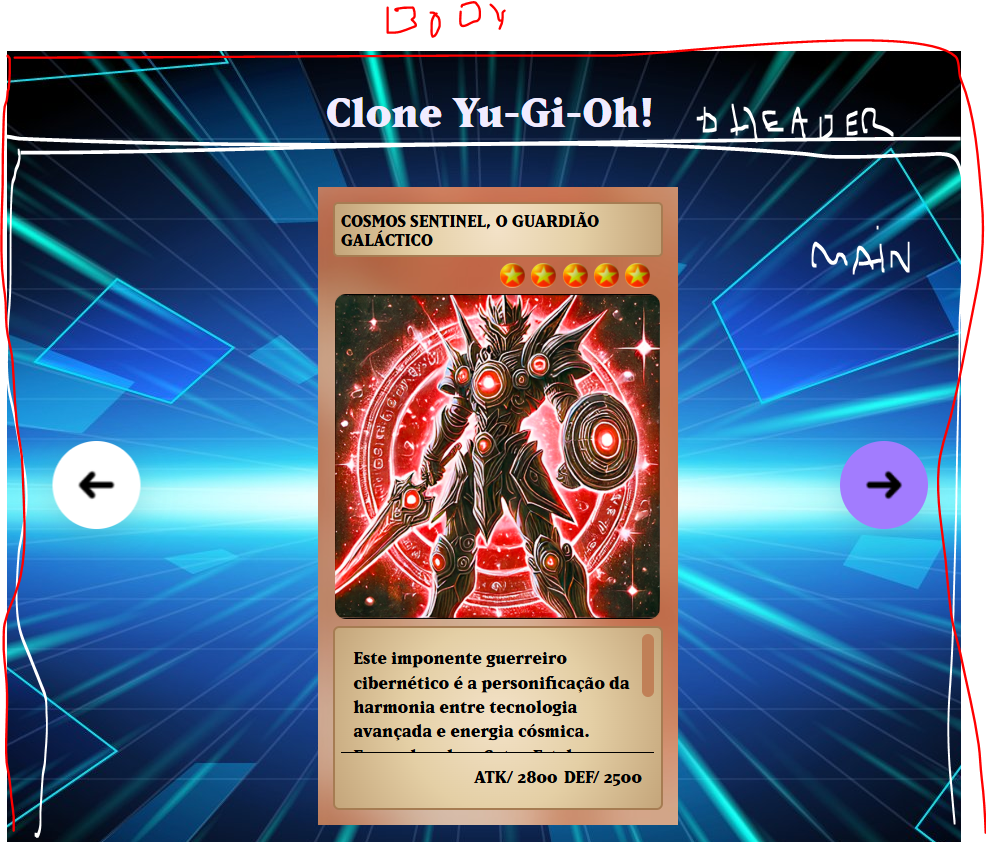 BODY
Clone Yu-Gi-Oh!
HEADER
COSMOS SENTINEL, O GUARDIÃO
GALÁCTICO
MAIN
Este imponente guerreiro
cibernético é a personificação da
harmonia entre tecnologia
avançada e energia cósmica.
ATK/ 2800 DEF/ 2500